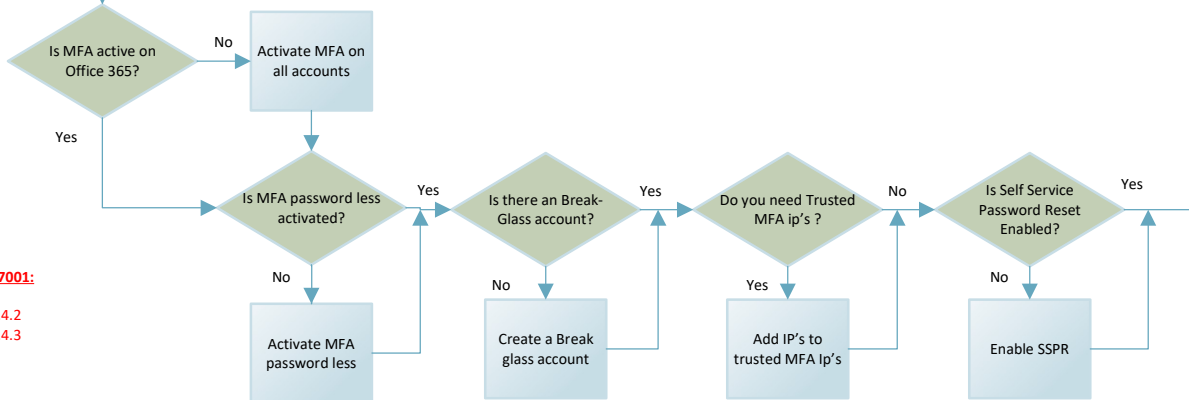 Is MFA active on
Office 365?
No
Activate MFA on
all accounts
Yes
Is MFA password less
activated?
Yes
Is there an Break-
Glass account?
Yes
Do you need Trusted
MFA ip's ?
No
Is Self Service
Password Reset
Enabled?
Yes
No
Activate MFA
password less
No
Create a Break
glass account
Yes
Add IP's to
trusted MFA Ip's
No
Enable SSPR
7001:
4.2
4.3